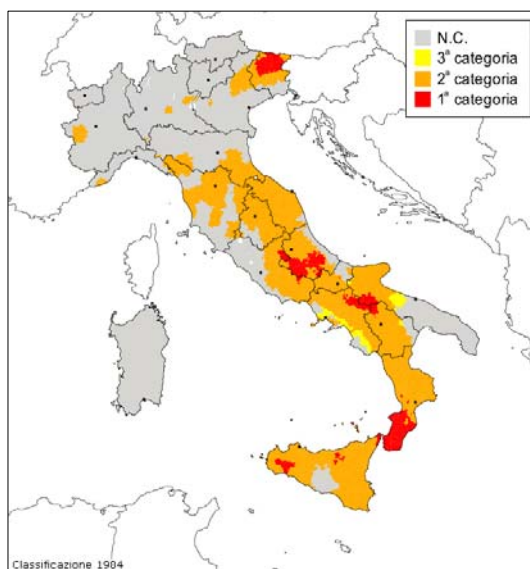 N.C.
3ª categoria
2ª categoria
1ª categoria
Classificazione 1984